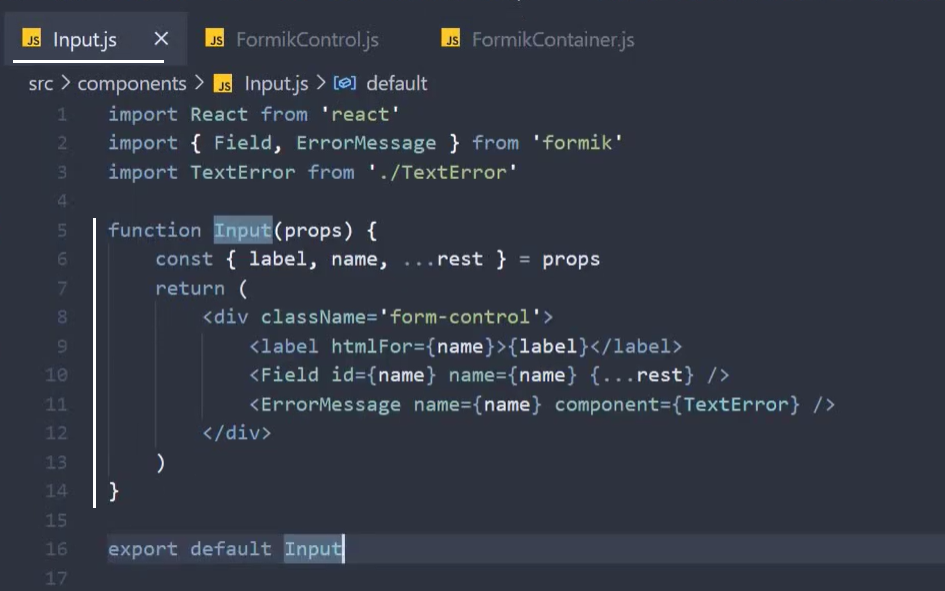 JS Input.js × JS FormikControl.js JS FormikContainer.js
src > components > JS Input.js > default
1 import React from 'react'
2 import { Field, ErrorMessage } from 'formik'
3 import TextError from './TextError'
4
5 function Input(props) {
6     const { label, name, ...rest } = props
7     return (
8         <div className='form-control'>
9             <label htmlFor={name}>{label}</label>
10             <Field id={name} name={name} {...rest} />
11             <ErrorMessage name={name} component={TextError} />
12         </div>
13     )
14 }
15
16 export default Input
17